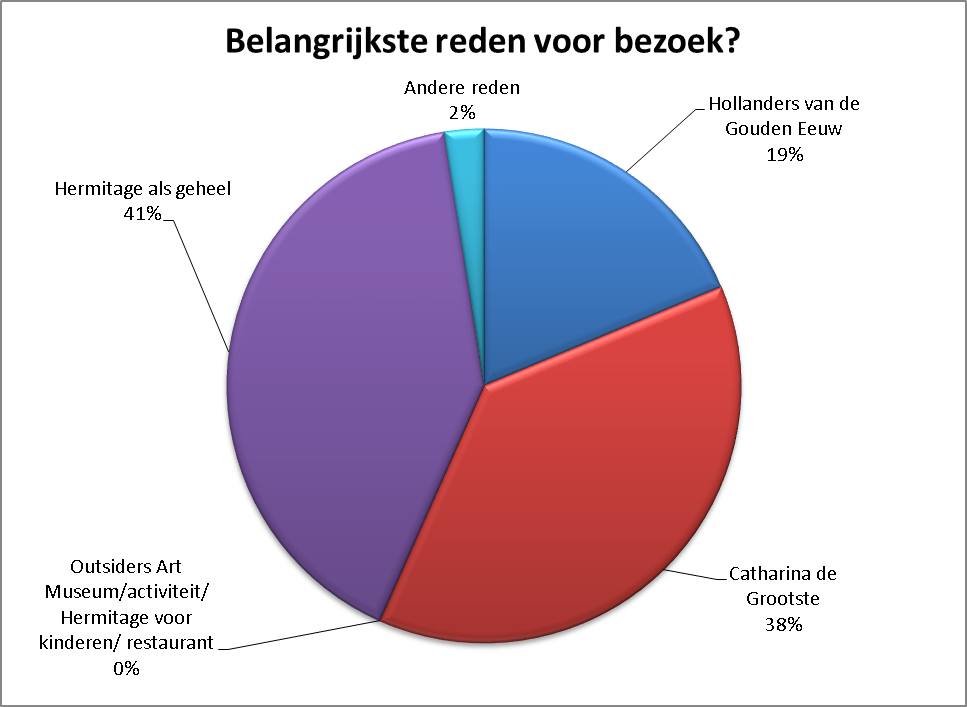 Belangrijkste reden voor bezoek?
Andere reden
2%
Hollanders van de
Gouden Eeuw
19%
Hermitage als geheel
41%
Outsiders Art
Museum/activiteit/
Hermitage voor
kinderen/ restaurant
0%
Catharina de
Grootste
38%